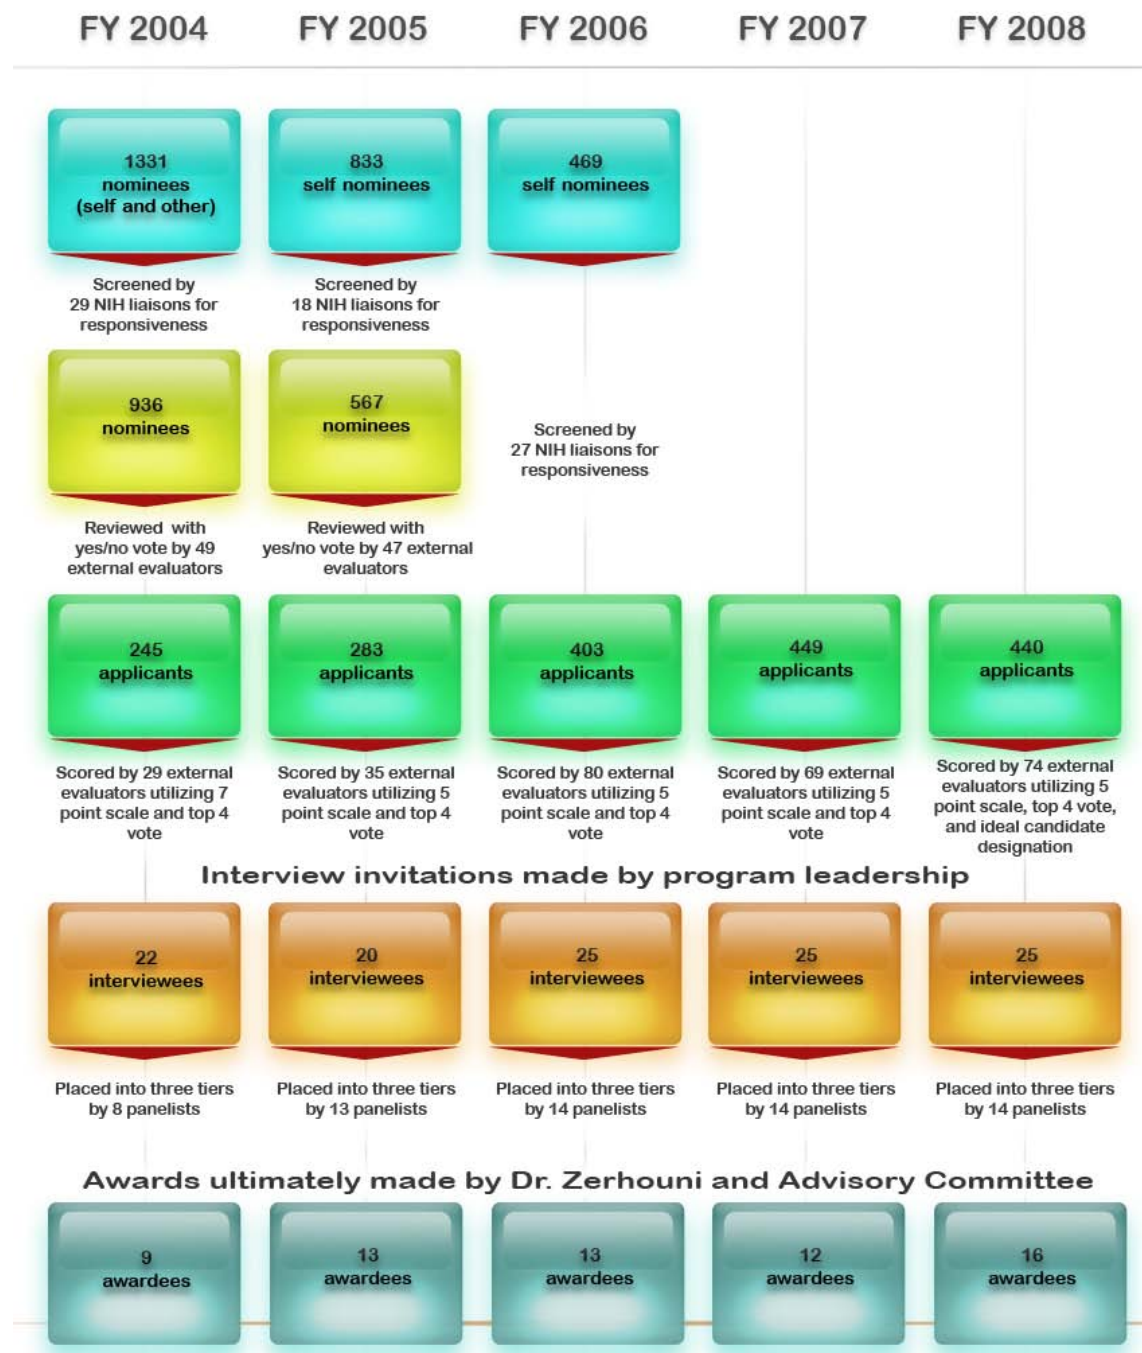 FY 2004 FY 2005 FY 2006 FY 2007 FY 2008
1331
nominees
(self and other)
833
self nominees
469
self nominees
Screened by
29 NIH liaisons for
responsiveness
Screened by
18 NIH liaisons for
responsiveness
936
nominees
567
nominees
Screened by
27 NIH liaisons for
responsiveness
Reviewed with
yes/no vote by 49
external evaluators
Reviewed with
yes/no vote by 47 external
evaluators
245
applicants
283
applicants
403
applicants
449
applicants
440
applicants
Scored by 29 external
evaluators utilizing 7
point scale and top 4
vote
Scored by 35 external
evaluators utilizing 5
point scale and top 4
vote
Scored by 80 external
evaluators utilizing 5
point scale and top 4
vote
Scored by 69 external
evaluators utilizing 5
point scale and top 4
vote
Scored by 74 external
evaluators utilizing 5
point scale, top 4 vote,
and ideal candidate
designation
Interview invitations made by program leadership
22
interviewees
20
interviewees
25
interviewees
25
interviewees
25
interviewees
Placed into three tiers
by 8 panelists
Placed into three tiers
by 13 panelists
Placed into three tiers
by 14 panelists
Placed into three tiers
by 14 panelists
Placed into three tiers
by 14 panelists
Awards ultimately made by Dr. Zerhouni and Advisory Committee
9
awardees
13
awardees
13
awardees
12
awardees
16
awardees